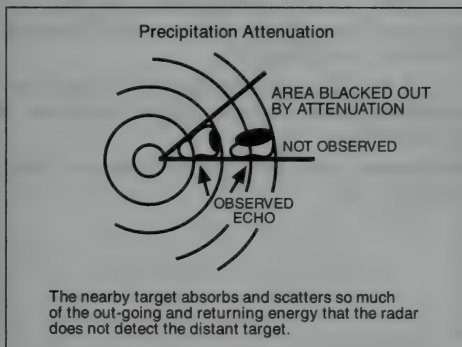 Precipitation Attenuation
AREA BLACKED OUT
BY ATTENUATION
NOT OBSERVED
OBSERVED
ECHO
The nearby target absorbs and scatters so much
of the out-going and returning energy that the radar
does not detect the distant target.